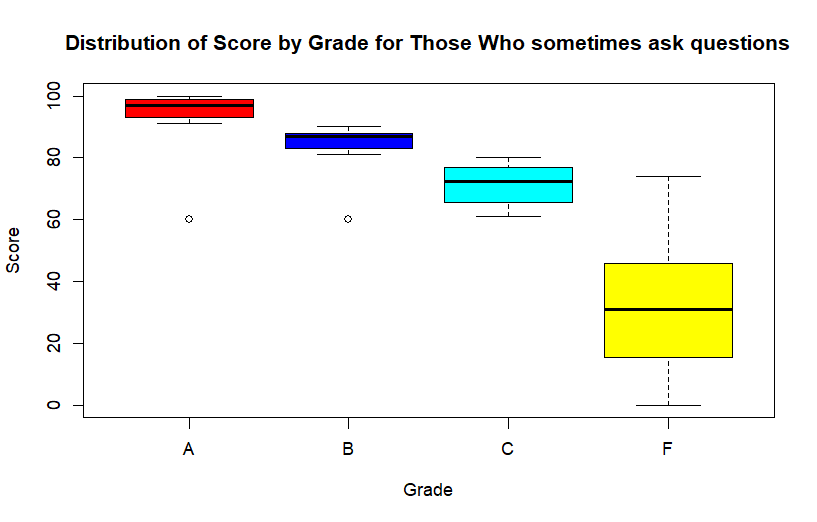 Distribution of Score by Grade for Those Who sometimes ask questions
100
80
60
40
20
0
Score
A B C F
Grade